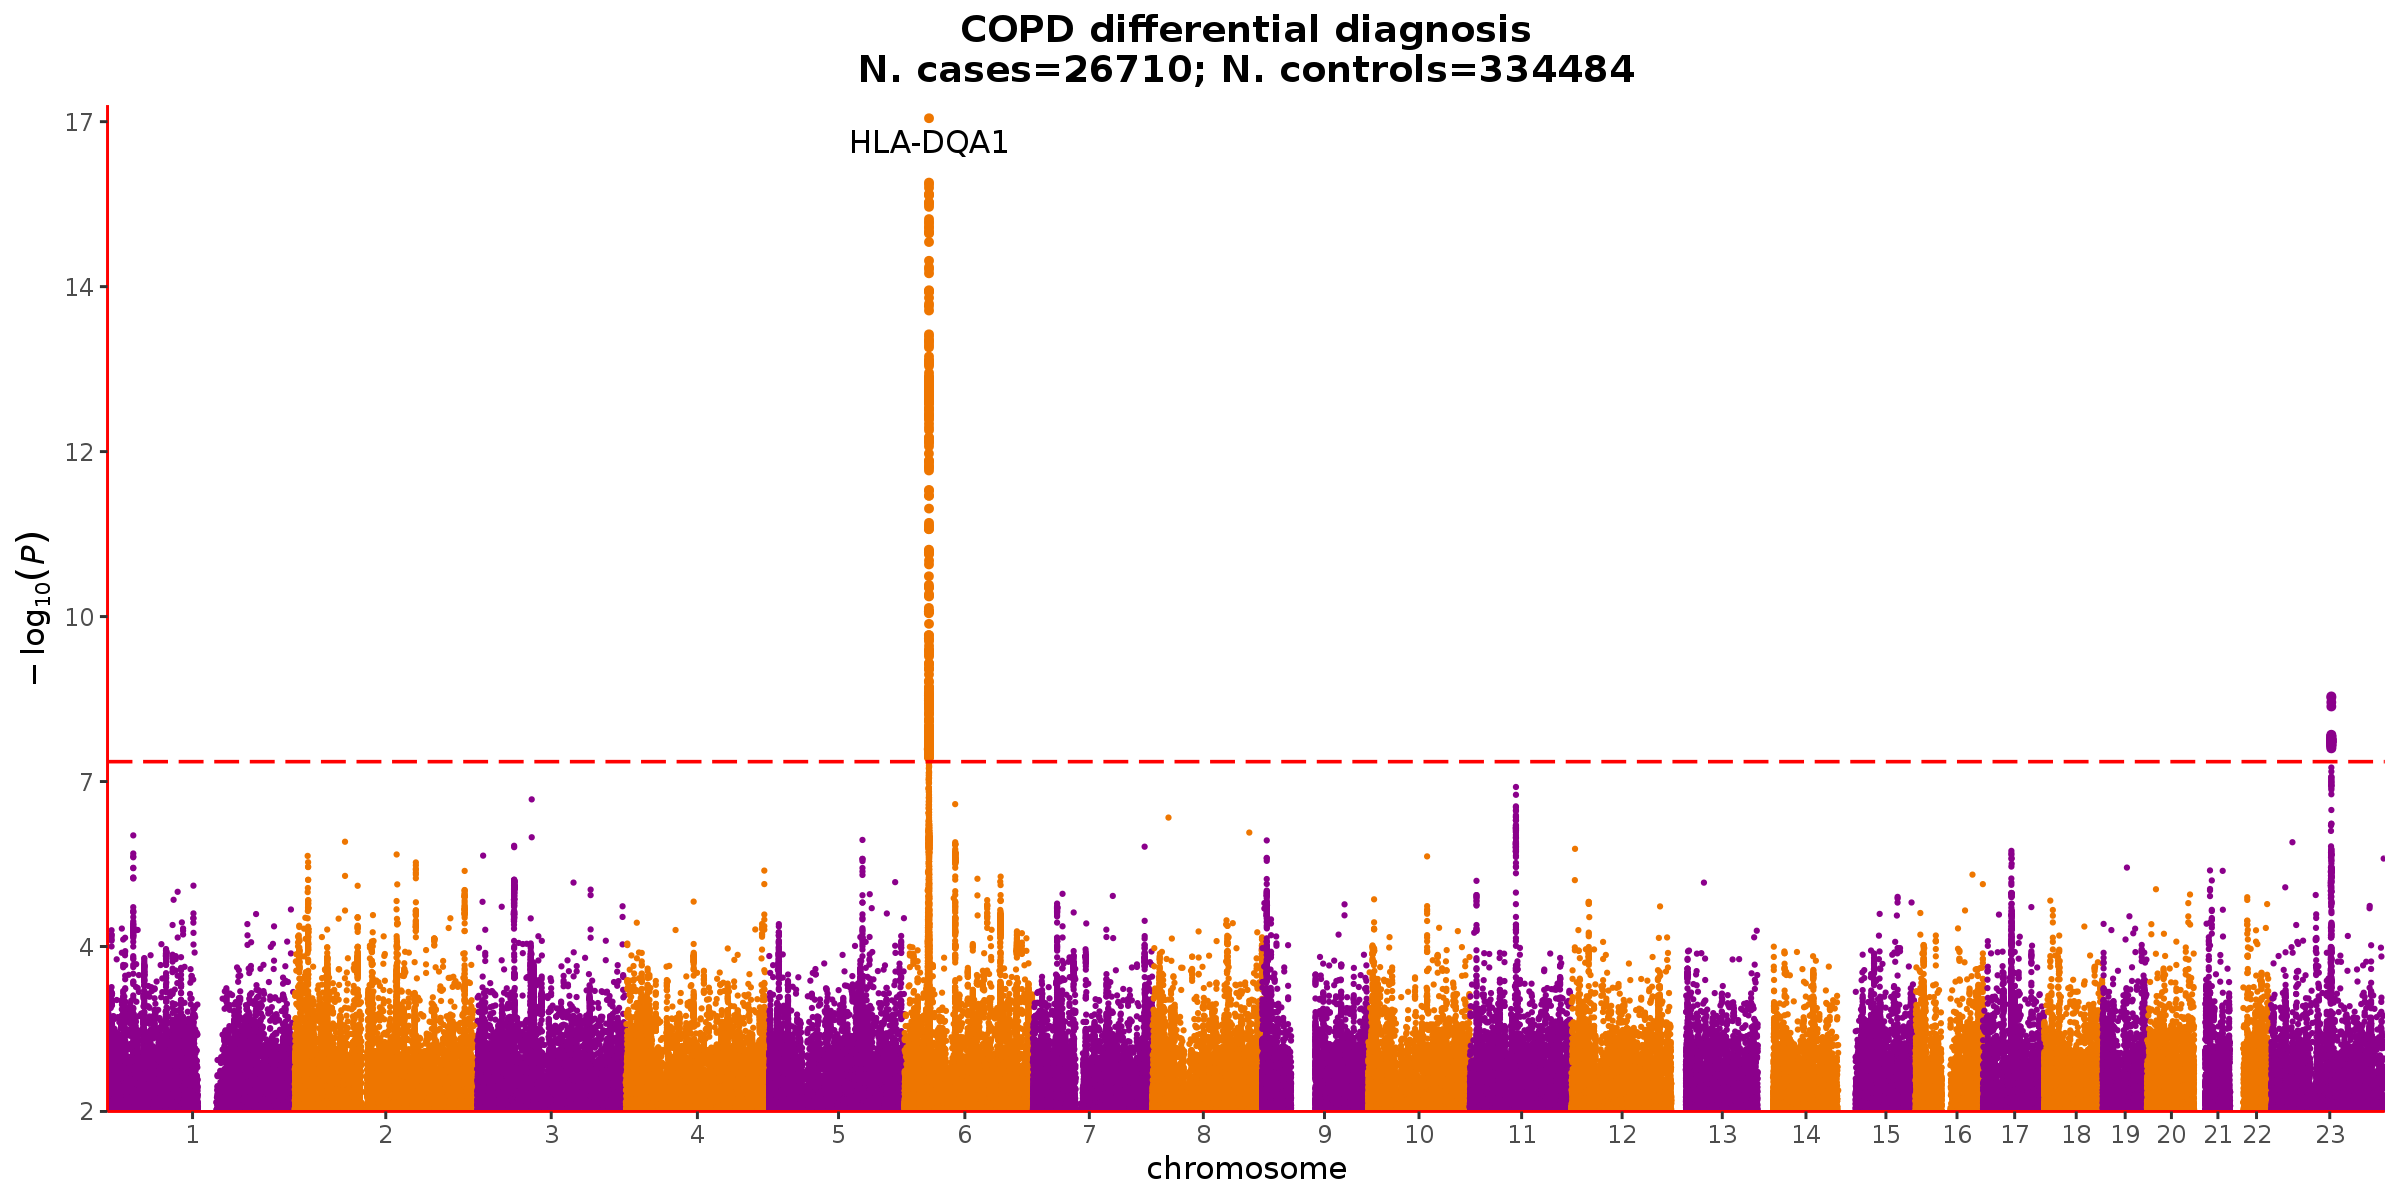 COPD differential diagnosis
N. cases=26710; N. controls=334484
17
HLA-DQA1
14
12
10
7
4
2
−log10(P)
1 2 3 4 5 6 7 8 9 10 11 12 13 14 15 16 17 18 19 20 21 22 23
chromosome